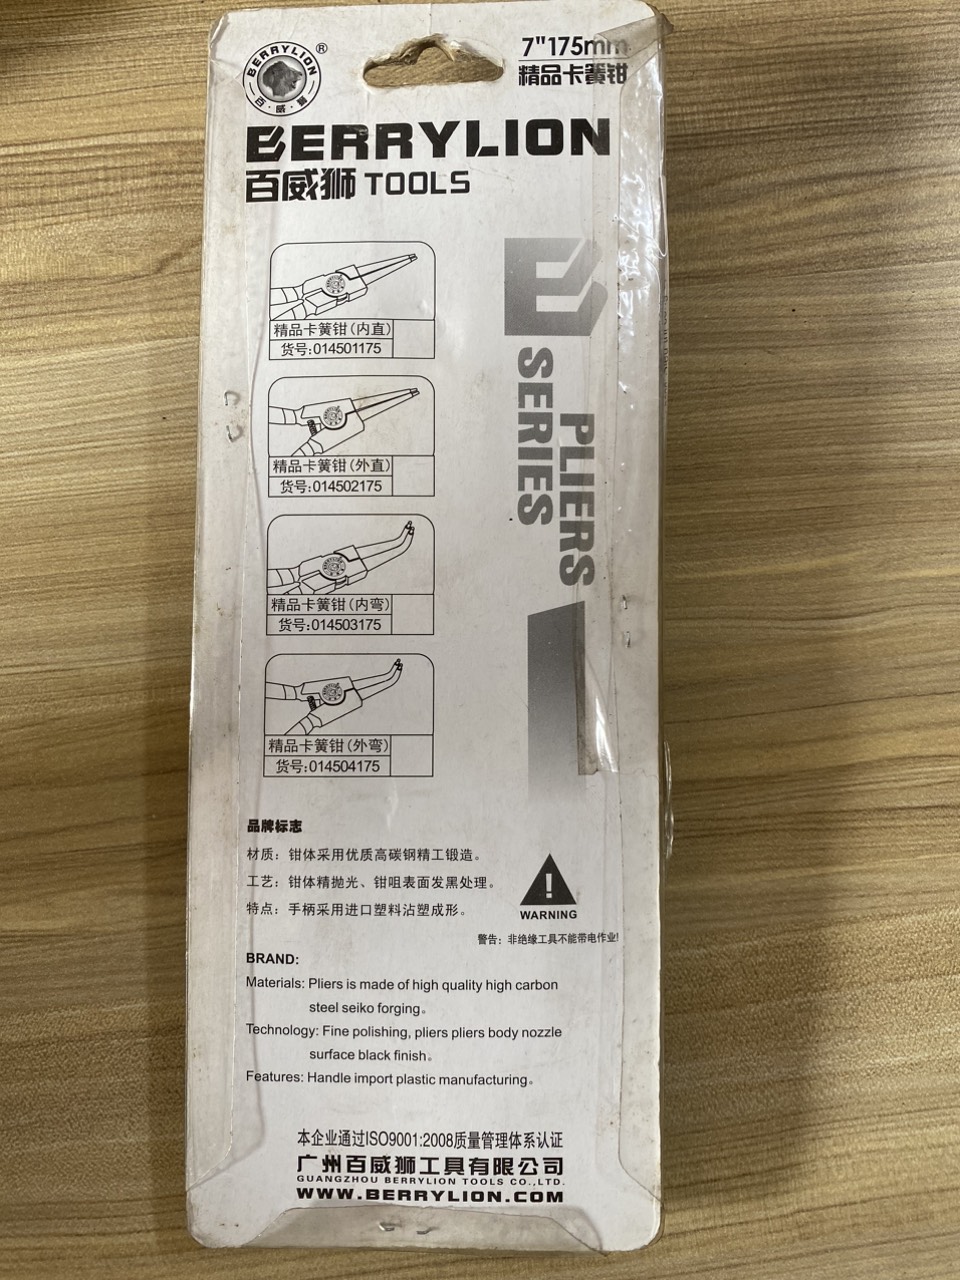 BERRYLION
百·威·狮
®
7"175mm
精品卡簧钳
BERRYLION
百威狮 TOOLS
精品卡簧钳(内直)
货号:014501175
精品卡簧钳(外直)
货号:014502175
精品卡簧钳(内弯)
货号:014503175
精品卡簧钳(外弯)
货号:014504175
PLIERS
SERIES
品牌标志
材质：钳体采用优质高碳钢精工锻造。
工艺：钳体精抛光、钳咀表面发黑处理。
特点：手柄采用进口塑料沾塑成形。
WARNING
警告：非绝缘工具不能带电作业!
BRAND:
Materials: Pliers is made of high quality high carbon
steel seiko forging。
Technology: Fine polishing, pliers pliers body nozzle
surface black finish。
Features: Handle import plastic manufacturing。
本企业通过ISO9001:2008质量管理体系认证
广州百威狮工具有限公司
GUANGZHOU BERRYLION TOOLS CO.,LTD.
WWW.BERRYLION.COM